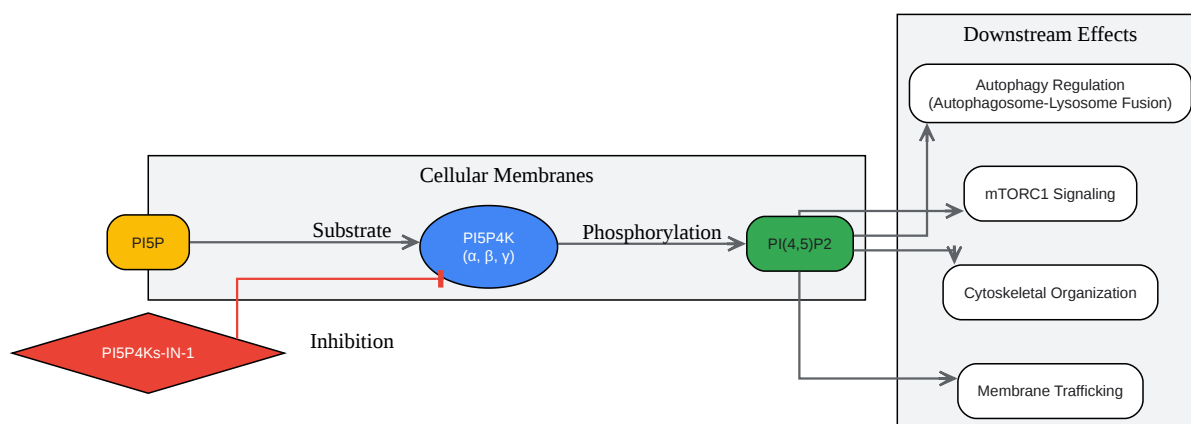 Downstream Effects
Autophagy Regulation
(Autophagosome-Lysosome Fusion)
Cellular Membranes
mTORC1 Signaling
PI5P
Substrate
PI5P4K
(α, β, γ)
Phosphorylation
PI(4,5)P2
Cytoskeletal Organization
PI5P4Ks-IN-1
Inhibition
Membrane Trafficking